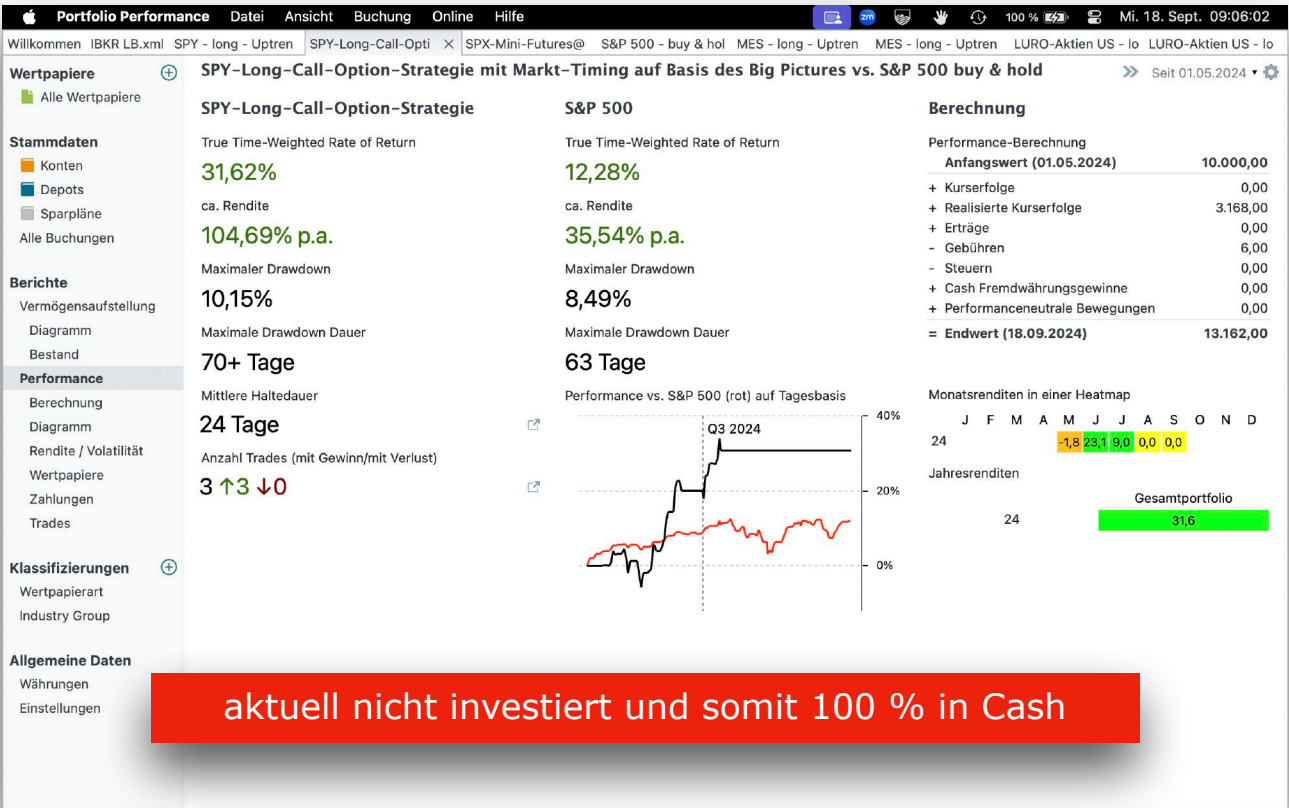 Portfolio Performance Datei Ansicht Buchung Online Hilfe zm 100 % Mi. 18. Sept. 09:06:02
Willkommen IBKR LB.xml SPY - long - Uptren SPY-Long-Call-Opti × SPX-Mini-Futures@ S&P 500 - buy & hol MES - long - Uptren MES - long - Uptren LURO-Aktien US - lo LURO-Aktien US - lo
Wertpapiere
Alle Wertpapiere
Stammdaten
Konten
Depots
Sparpläne
Alle Buchungen
Berichte
Vermögensaufstellung
Diagramm
Bestand
Performance
Berechnung
Diagramm
Rendite / Volatilität
Wertpapiere
Zahlungen
Trades
Klassifizierungen
Wertpapierart
Industry Group
Allgemeine Daten
Währungen
Einstellungen
SPY-Long-Call-Option-Strategie mit Markt-Timing auf Basis des Big Pictures vs. S&P 500 buy & hold
Seit 01.05.2024
SPY-Long-Call-Option-Strategie
True Time-Weighted Rate of Return
31,62%
ca. Rendite
104,69% p.a.
Maximaler Drawdown
10,15%
Maximale Drawdown Dauer
70+ Tage
Mittlere Haltedauer
24 Tage
Anzahl Trades (mit Gewinn/mit Verlust)
3 ↑3 ↓0
S&P 500
True Time-Weighted Rate of Return
12,28%
ca. Rendite
35,54% p.a.
Maximaler Drawdown
8,49%
Maximale Drawdown Dauer
63 Tage
Performance vs. S&P 500 (rot) auf Tagesbasis
Q3 2024
40%
20%
0%
Berechnung
Performance-Berechnung
Anfangswert (01.05.2024) 10.000,00
+ Kurserfolge 0,00
+ Realisierte Kurserfolge 3.168,00
+ Erträge 0,00
- Gebühren 6,00
- Steuern 0,00
+ Cash Fremdwährungsgewinne 0,00
+ Performanceneutrale Bewegungen 0,00
= Endwert (18.09.2024) 13.162,00
Monatsrenditen in einer Heatmap
J F M A M J J A S O N D
24 -1,8 23,1 9,0 0,0 0,0
Jahresrenditen
Gesamtportfolio
24 31,6
aktuell nicht investiert und somit 100 % in Cash